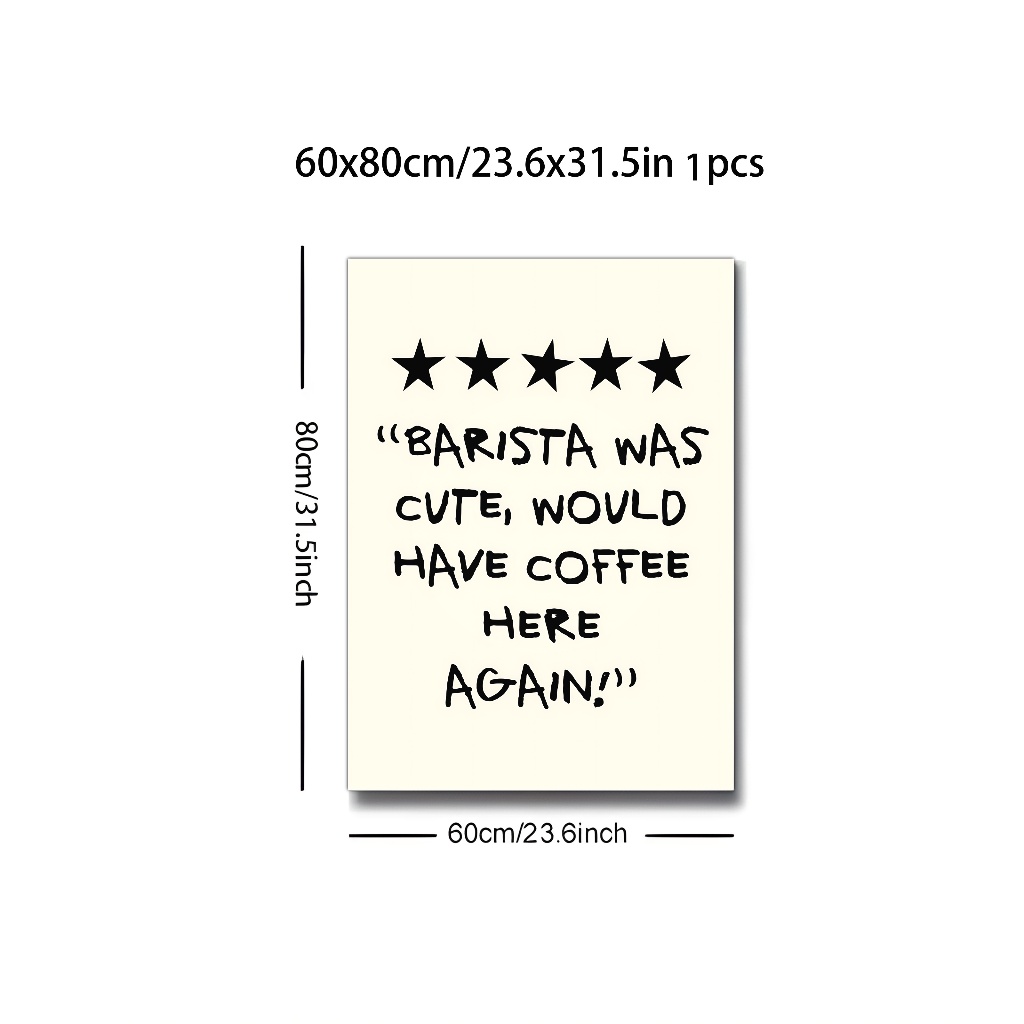 60x80cm/23.6x31.5in 1pcs
80cm/31.5inch
“BARISTA WAS
CUTE, WOULD
HAVE COFFEE
HERE
AGAIN!”
60cm/23.6inch